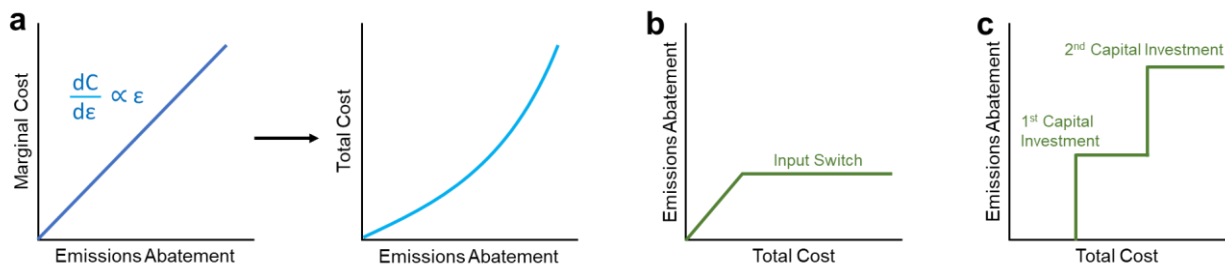 a
Marginal Cost
dC
dε
∝ ε
Emissions Abatement
Total Cost
Emissions Abatement
b
Emissions Abatement
Input Switch
Total Cost
c
Emissions Abatement
2nd Capital Investment
1st Capital
Investment
Total Cost